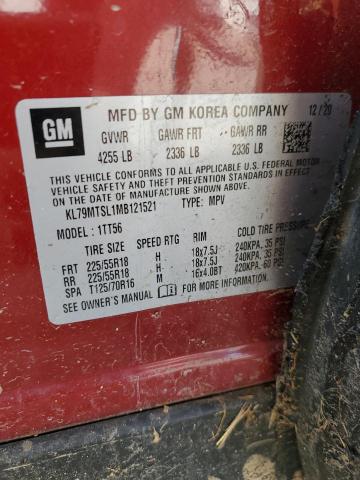 GM
MFD BY GM KOREA COMPANY 12/20
GVWR GAWR FRT GAWR RR
4255 LB 2336 LB 2336 LB
THIS VEHICLE CONFORMS TO ALL APPLICABLE U.S. FEDERAL MOTOR
VEHICLE SAFETY, BUMPER, AND THEFT PREVENTION STANDARDS
IN EFFECT ON THE DATE OF MANUFACTURE SHOWN ABOVE.
KL79MTSL1MB121521 TYPE: MPV
MODEL: 1TT56
TIRE SIZE SPEED RTG RIM COLD TIRE PRESSURE
FRT 225/55R18 H 18x7.5J 240KPA, 35 PSI
RR 225/55R18 H 18x7.5J 240KPA, 35 PSI
SPA T125/70R16 M 16x4.0BT 420KPA, 60 PSI
SEE OWNER'S MANUAL FOR ADDITIONAL INFORMATION